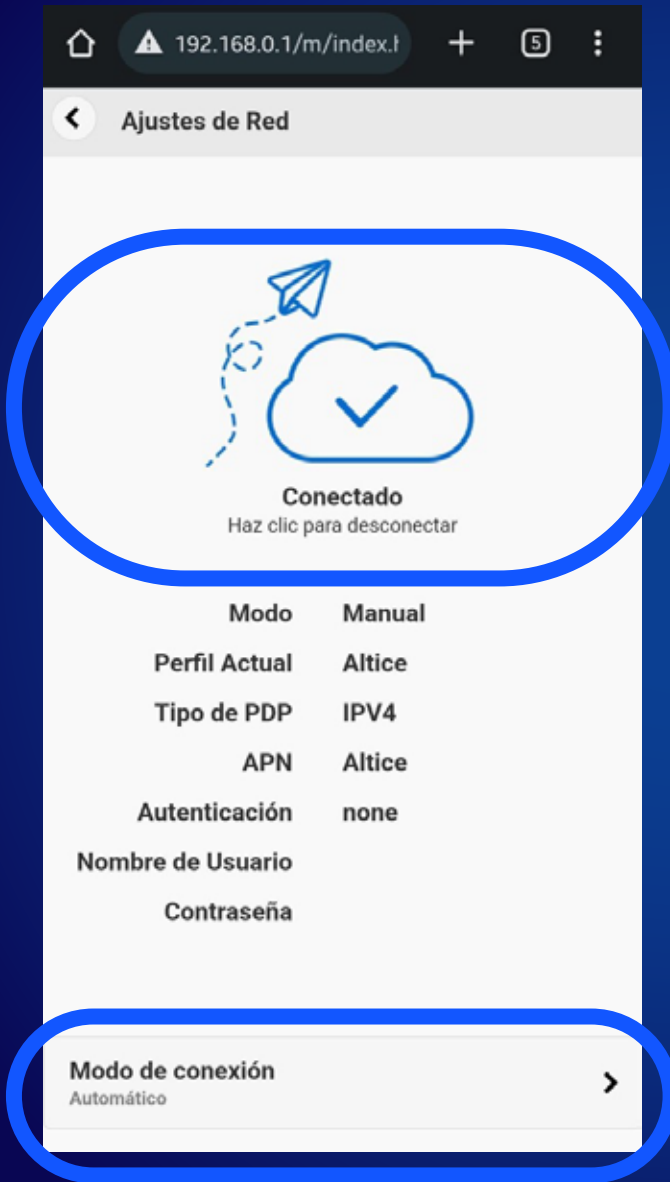 192.168.0.1/m/index.h
5
Ajustes de Red
Conectado
Haz clic para desconectar
Modo Manual
Perfil Actual Altice
Tipo de PDP IPV4
APN Altice
Autenticación none
Nombre de Usuario
Contraseña
Modo de conexión
Automático